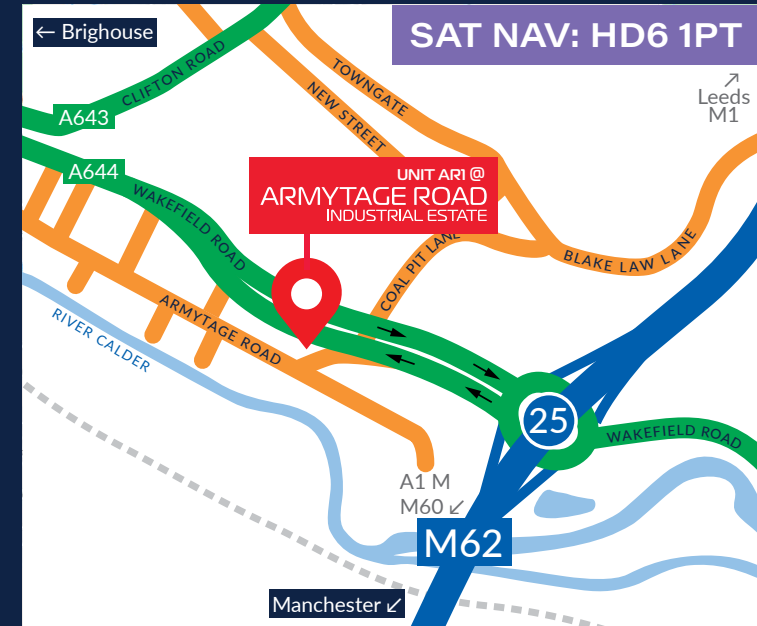 ← Brighouse
SAT NAV: HD6 1PT
CLIFTON ROAD
TOWNGATE
↗
Leeds
M1
NEW STREET
A643
A644
UNIT AR1 @
ARMYTAGE ROAD
INDUSTRIAL ESTATE
WAKEFIELD ROAD
COAL PIT LANE
BLAKE LAW LANE
ARMYTAGE ROAD
RIVER CALDER
25
WAKEFIELD ROAD
A1 M
M60 ↙
M62
Manchester ↙